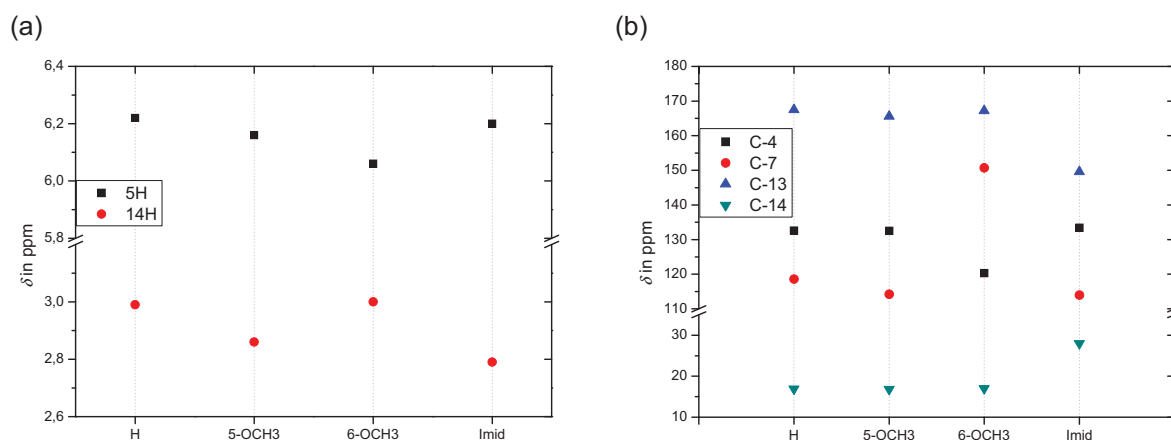 (a)
6,4
6,2
6,0
5,8
3,0
2,8
2,6
δ in ppm
5H
14H
H
5-OCH3
6-OCH3
Imid
(b)
180
170
160
150
140
130
120
110
30
20
10
δ in ppm
C-4
C-7
C-13
C-14
H
5-OCH3
6-OCH3
Imid